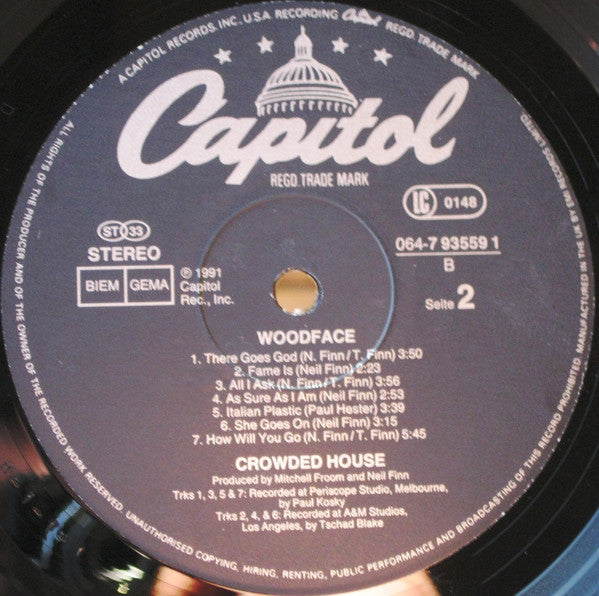 A CAPITOL RECORDS, INC. U.S.A RECORDING Capitol REGD. TRADE MARK
Capitol
REGD. TRADE MARK
LC 0148
ST 33
STEREO
BIEM GEMA
℗ 1991
Capitol
Rec., Inc.
064-7 93559 1
B
Seite 2
WOODFACE
1. There Goes God (N. Finn / T. Finn) 3:50
2. Fame Is (Neil Finn) 2:23
3. All I Ask (N. Finn / T. Finn) 3:56
4. As Sure As I Am (Neil Finn) 2:53
5. Italian Plastic (Paul Hester) 3:39
6. She Goes On (Neil Finn) 3:15
7. How Will You Go (N. Finn / T. Finn) 5:45
CROWDED HOUSE
Produced by Mitchell Froom and Neil Finn
Trks 1, 3, 5 & 7: Recorded at Periscope Studio, Melbourne,
by Paul Kosky
Trks 2, 4, & 6: Recorded at A&M Studios,
Los Angeles, by Tschad Blake
ALL RIGHTS OF THE PRODUCER AND OF THE OWNER OF THE RECORDED WORK RESERVED. UNAUTHORISED COPYING, HIRING, RENTING, PUBLIC PERFORMANCE AND BROADCASTING OF THIS RECORD PROHIBITED. MANUFACTURED IN THE UK BY EMI RECORDS LIMITED.